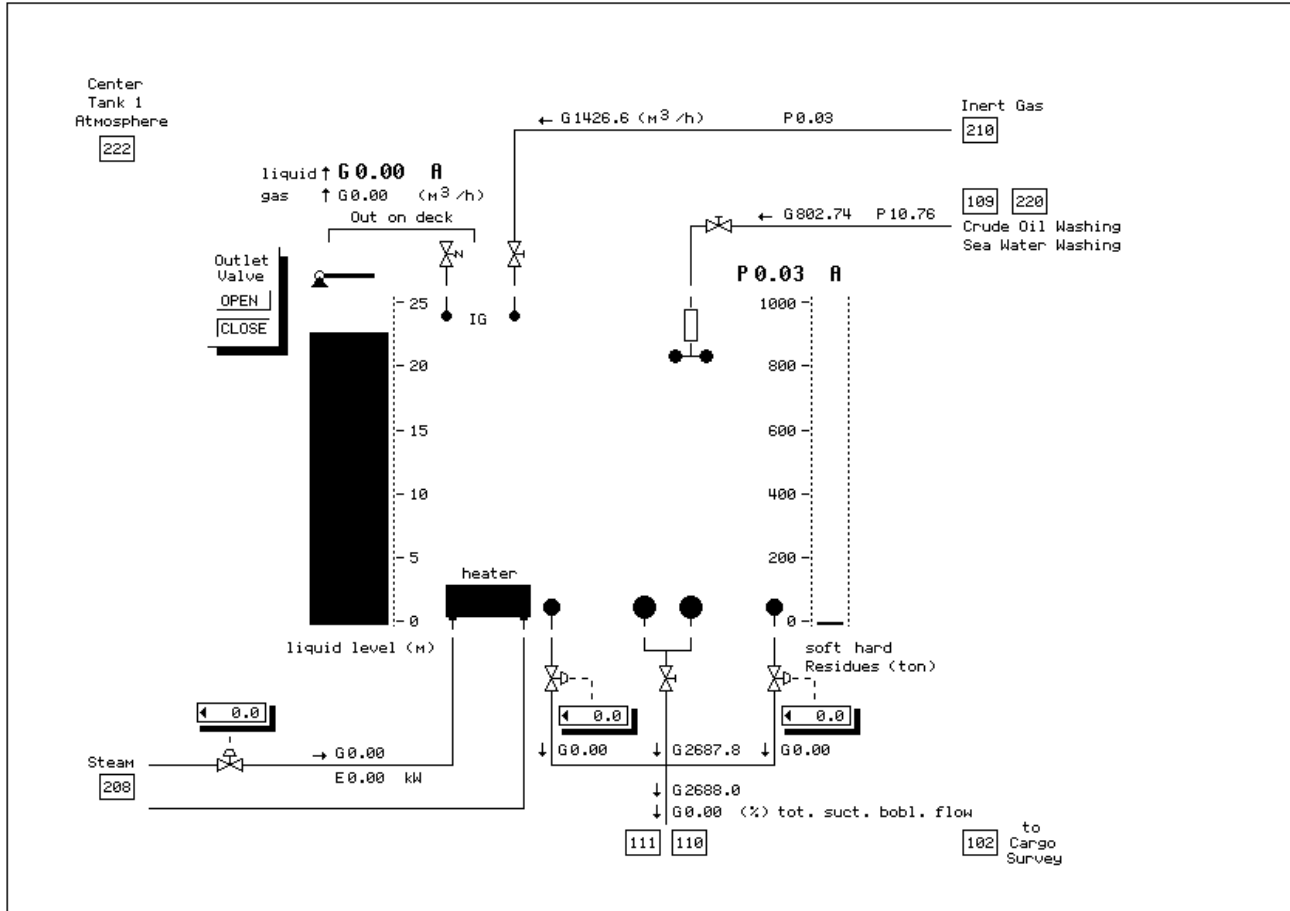 Center
Tank 1
Atmosphere
222
← G1426.6 (м³/h) P0.03
Inert Gas
210
liquid ↑ G 0.00 A
gas ↑ G0.00 (м³/h)
Out on deck
← G802.74 P10.76
109 220
Crude Oil Washing
Sea Water Washing
Outlet
Valve
OPEN
CLOSE
N
IG
P 0.03 A
25
20
15
10
5
0
liquid level (м)
1000
800
600
400
200
0
soft hard
Residues (ton)
heater
0.0
0.0
0.0
Steam
208
→ G0.00
E0.00 kW
↓ G0.00
↓ G2687.8
↓ G0.00
↓ G2688.0
↓ G0.00 (%) tot. suct. bobl. flow
111 110
102
to
Cargo
Survey